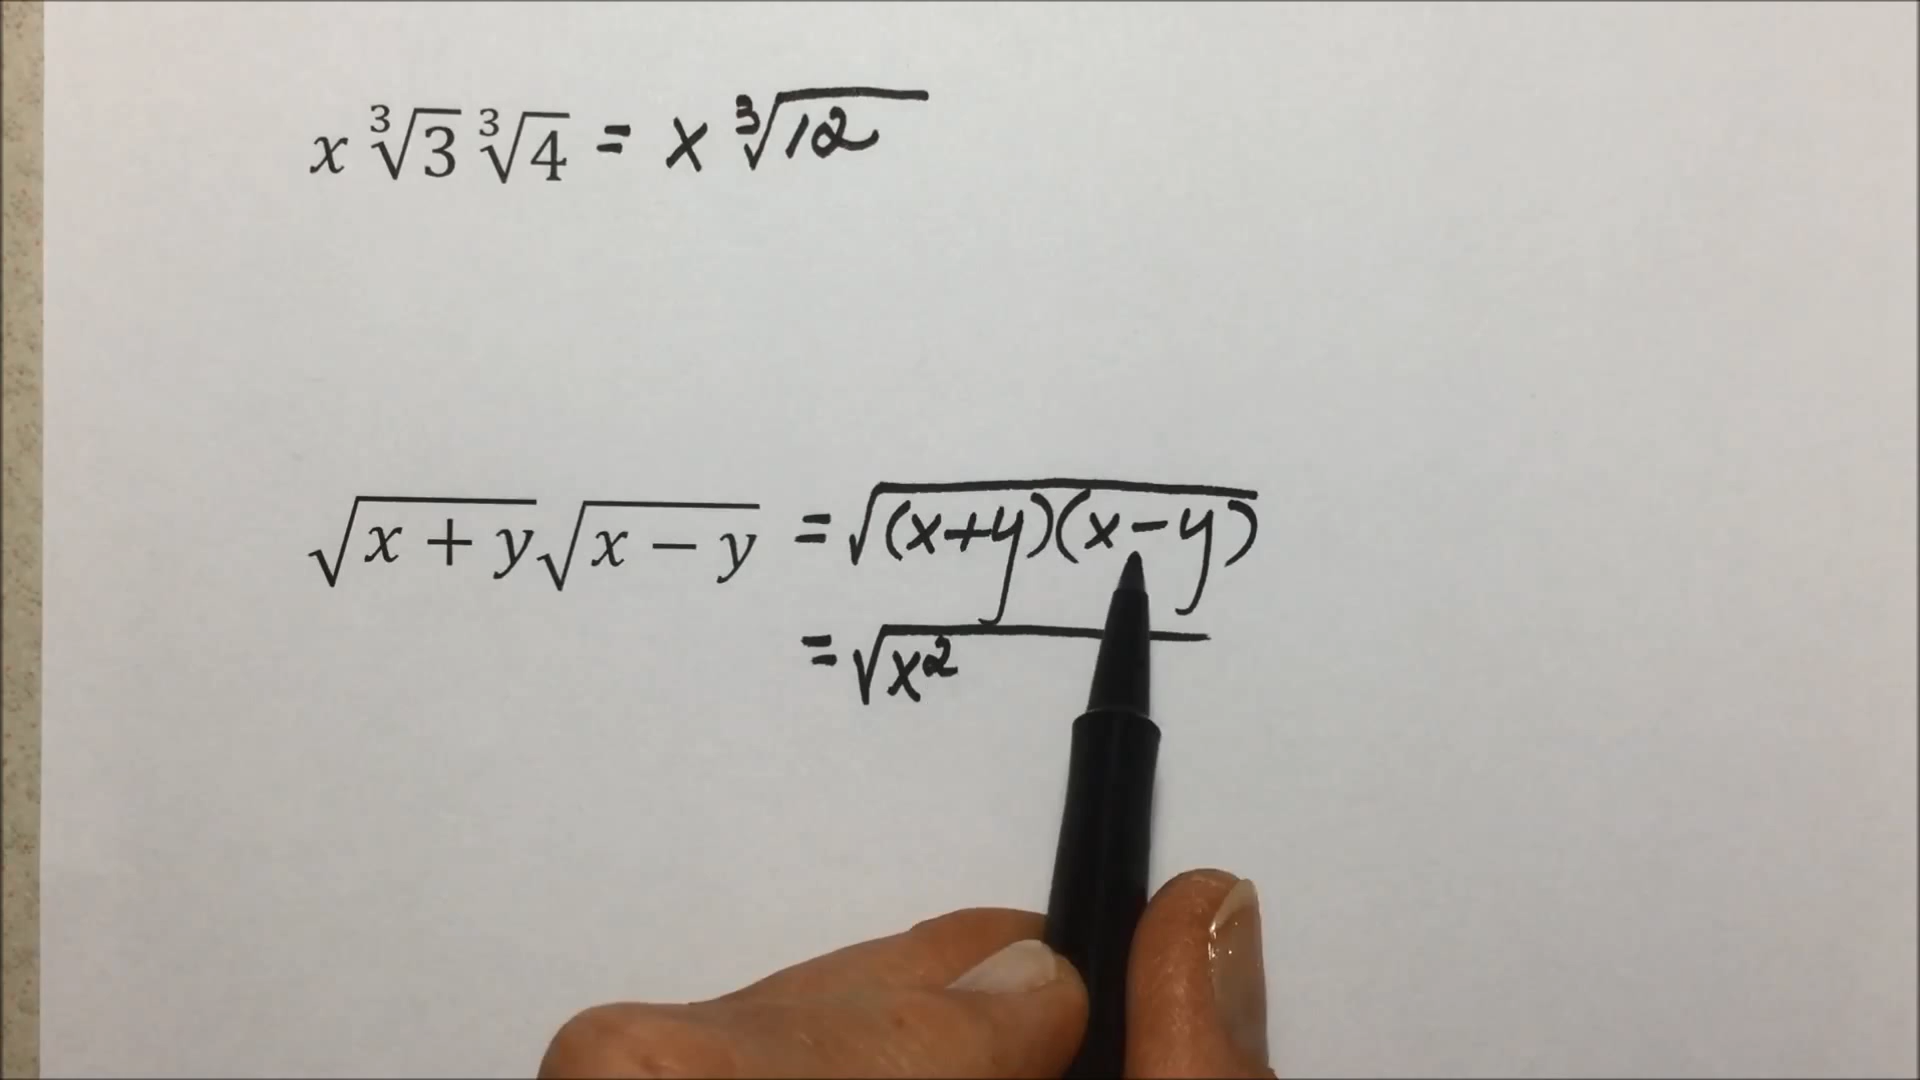 x ∛3 ∛4 = x ∛12
√(x + y) √(x − y) = √((x+y)(x−y))
= √(x²